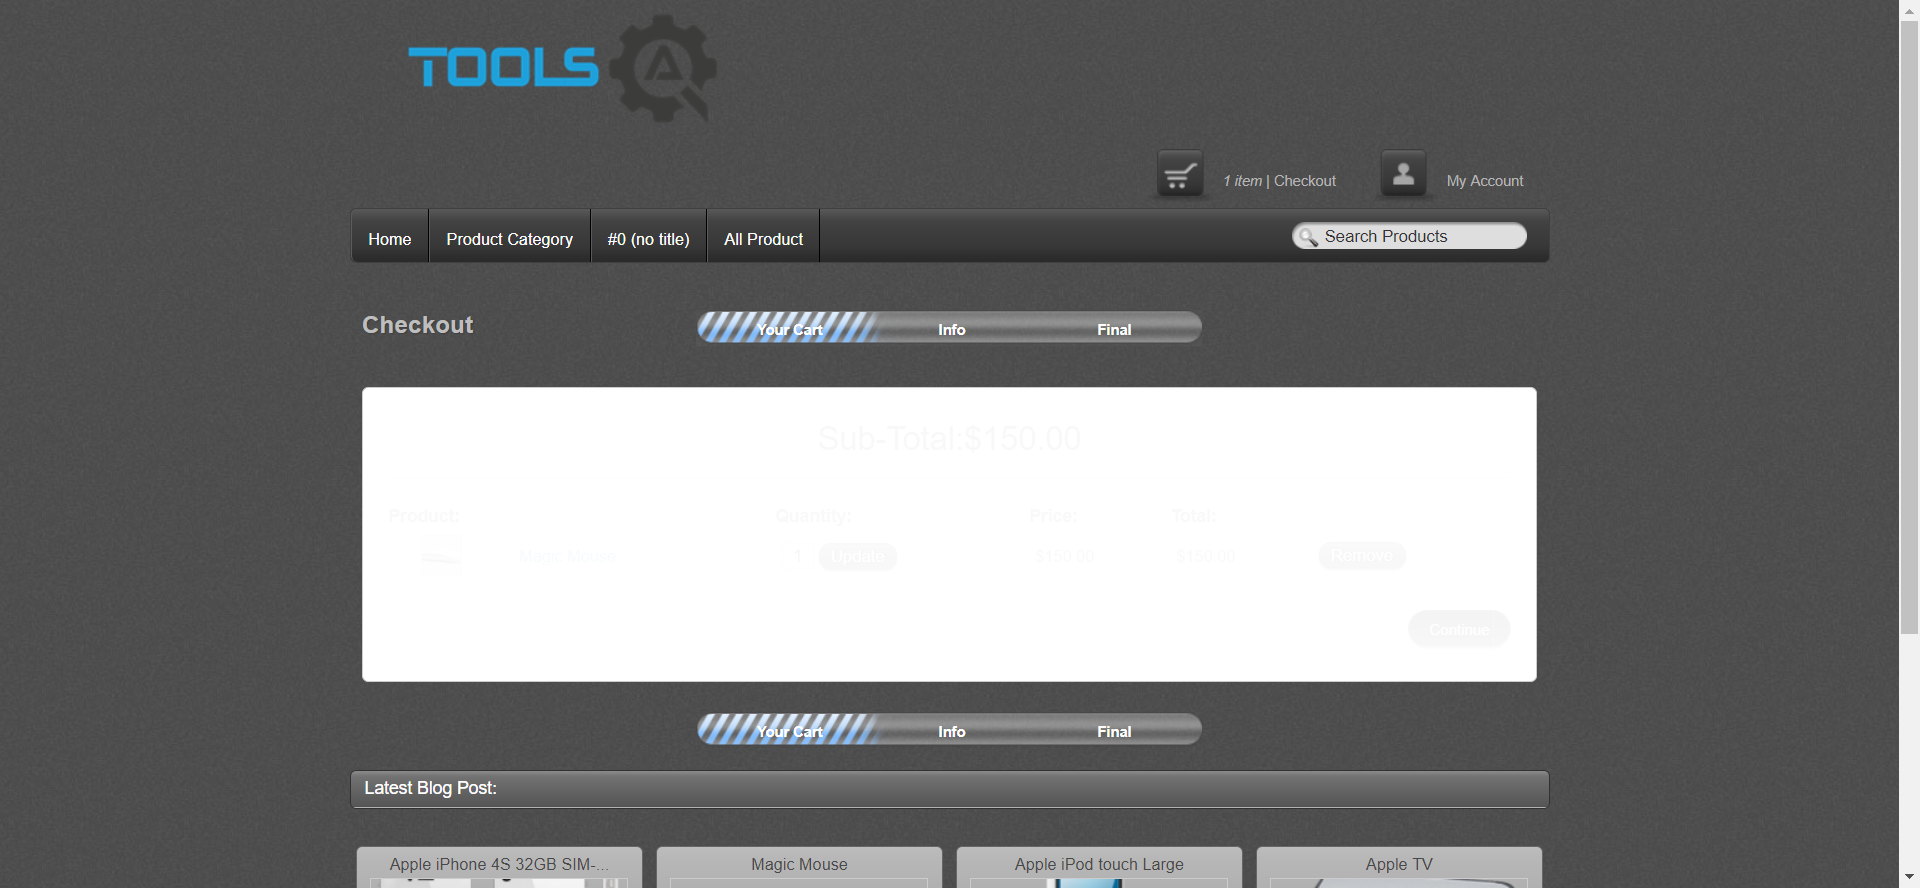 TOOLS QA
1 item | Checkout
My Account
Home
Product Category
#0 (no title)
All Product
Search Products
Checkout
Your Cart
Info
Final
Sub-Total:$150.00
Product:
Quantity:
Price:
Total:
Magic Mouse
1
Update
$150.00
$150.00
Remove
Continue
Your Cart
Info
Final
Latest Blog Post:
Apple iPhone 4S 32GB SIM-...
Magic Mouse
Apple iPod touch Large
Apple TV